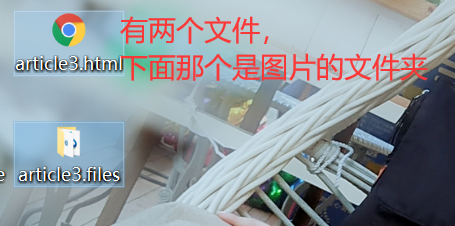 有两个文件，
下面那个是图片的文件夹
article3.html
article3.files
e